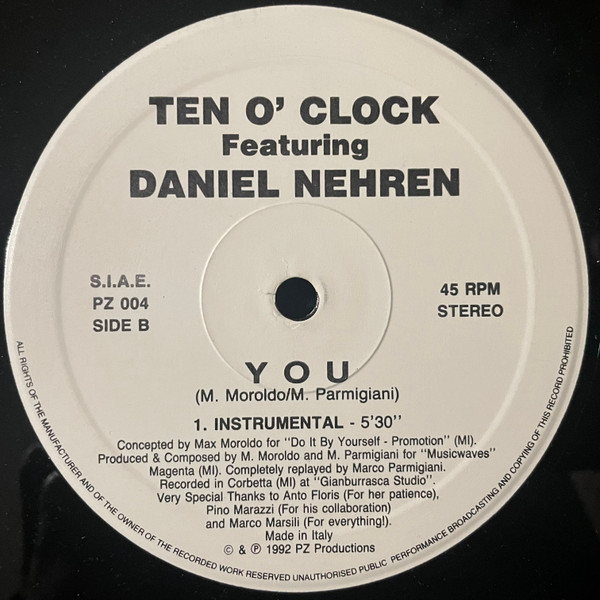 TEN O' CLOCK
Featuring
DANIEL NEHREN
S.I.A.E.
PZ 004
SIDE B
45 RPM
STEREO
YOU
(M. Moroldo/M. Parmigiani)
1. INSTRUMENTAL - 5'30''
Concepted by Max Moroldo for ''Do It By Yourself - Promotion'' (MI).
Produced & Composed by M. Moroldo and M. Parmigiani for ''Musicwaves''
Magenta (MI). Completely replayed by Marco Parmigiani.
Recorded in Corbetta (MI) at ''Gianburrasca Studio''.
Very Special Thanks to Anto Floris (For her patience),
Pino Marazzi (For his collaboration)
and Marco Marsili (For everything!).
Made in Italy
© & ℗ 1992 PZ Productions
ALL RIGHTS OF THE MANUFACTURER AND OF THE OWNER OF THE RECORDED WORK RESERVED UNAUTHORISED PUBLIC PERFORMANCE BROADCASTING AND COPYING OF THIS RECORD PROHIBITED